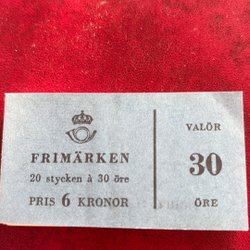 FRIMÄRKEN
20 stycken à 30 öre
PRIS 6 KRONOR
VALÖR
30
ÖRE